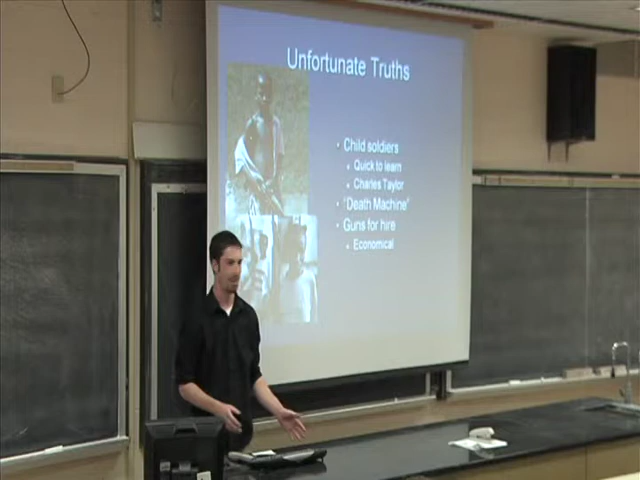 Unfortunate Truths
• Child soldiers
• Quick to learn
• Charles Taylor
• "Death Machine"
• Guns for hire
• Economical